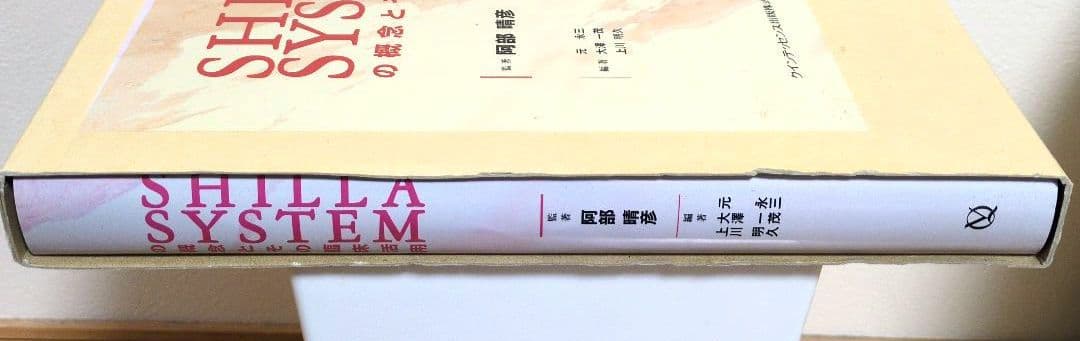 SHI
SYS
の概念とそ
監著 阿部 晴彦
元 永三
編著 大澤 一茂
上川 明久
クインテッセンス出版株式
SHILLA
SYSTEM
の概念とその臨床活用
監著
阿部 晴彦
編著
元 永三
大澤 一茂
上川 明久